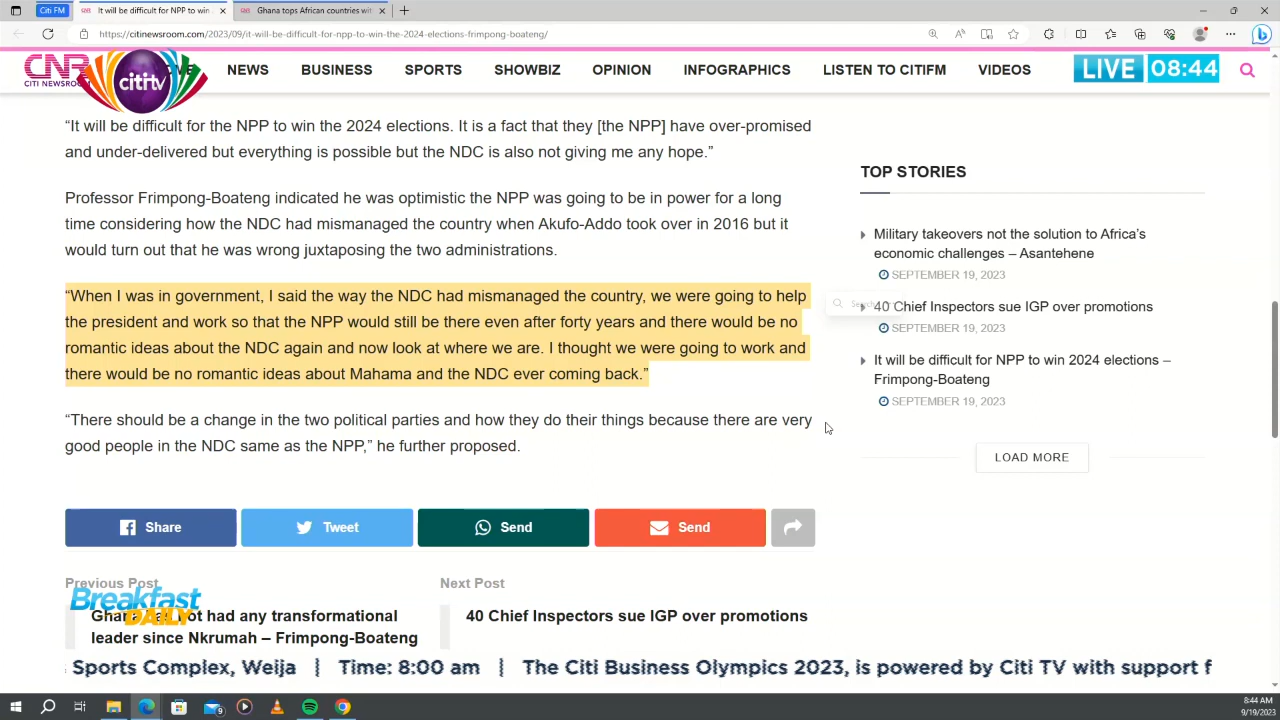 Citi FM
It will be difficult for NPP to win
Ghana tops African countries wit
https://citinewsroom.com/2023/09/it-will-be-difficult-for-npp-to-win-the-2024-elections-frimpong-boateng/
CNR
CITI NEWSROOM
citi tv
NEWS
BUSINESS
SPORTS
SHOWBIZ
OPINION
INFOGRAPHICS
LISTEN TO CITIFM
VIDEOS
LIVE 08:44
“It will be difficult for the NPP to win the 2024 elections. It is a fact that they [the NPP] have over-promised
and under-delivered but everything is possible but the NDC is also not giving me any hope.”
Professor Frimpong-Boateng indicated he was optimistic the NPP was going to be in power for a long
time considering how the NDC had mismanaged the country when Akufo-Addo took over in 2016 but it
would turn out that he was wrong juxtaposing the two administrations.
“When I was in government, I said the way the NDC had mismanaged the country, we were going to help
the president and work so that the NPP would still be there even after forty years and there would be no
romantic ideas about the NDC again and now look at where we are. I thought we were going to work and
there would be no romantic ideas about Mahama and the NDC ever coming back.”
“There should be a change in the two political parties and how they do their things because there are very
good people in the NDC same as the NPP,” he further proposed.
TOP STORIES
Military takeovers not the solution to Africa’s
economic challenges – Asantehene
SEPTEMBER 19, 2023
40 Chief Inspectors sue IGP over promotions
SEPTEMBER 19, 2023
It will be difficult for NPP to win 2024 elections –
Frimpong-Boateng
SEPTEMBER 19, 2023
LOAD MORE
Share
Tweet
Send
Send
Previous Post
Next Post
Breakfast
DAILY
Ghana has not had any transformational
leader since Nkrumah – Frimpong-Boateng
40 Chief Inspectors sue IGP over promotions
Sports Complex, Weija | Time: 8:00 am | The Citi Business Olympics 2023, is powered by Citi TV with support f
8:44 AM
9/19/2023